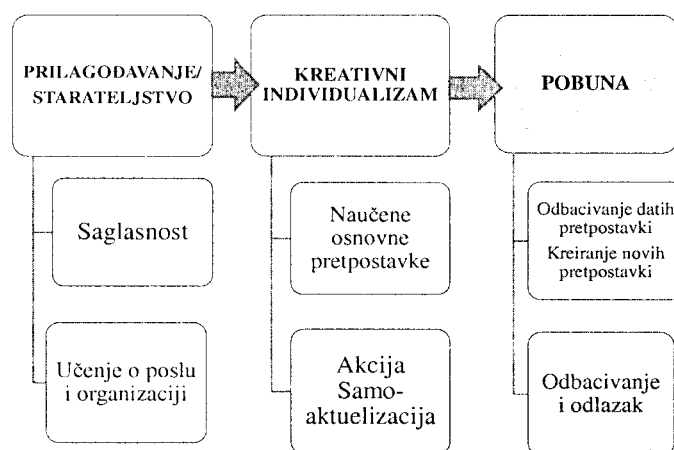 PRILAGOĐAVANJE/
STARATELJSTVO
KREATIVNI
INDIVIDUALIZAM
POBUNA
Saglasnost
Učenje o poslu
i organizaciji
Naučene
osnovne
pretpostavke
Akcija
Samo-
aktuelizacija
Odbacivanje datih
pretpostavki
Kreiranje novih
pretpostavki
Odbacivanje
i odlazak